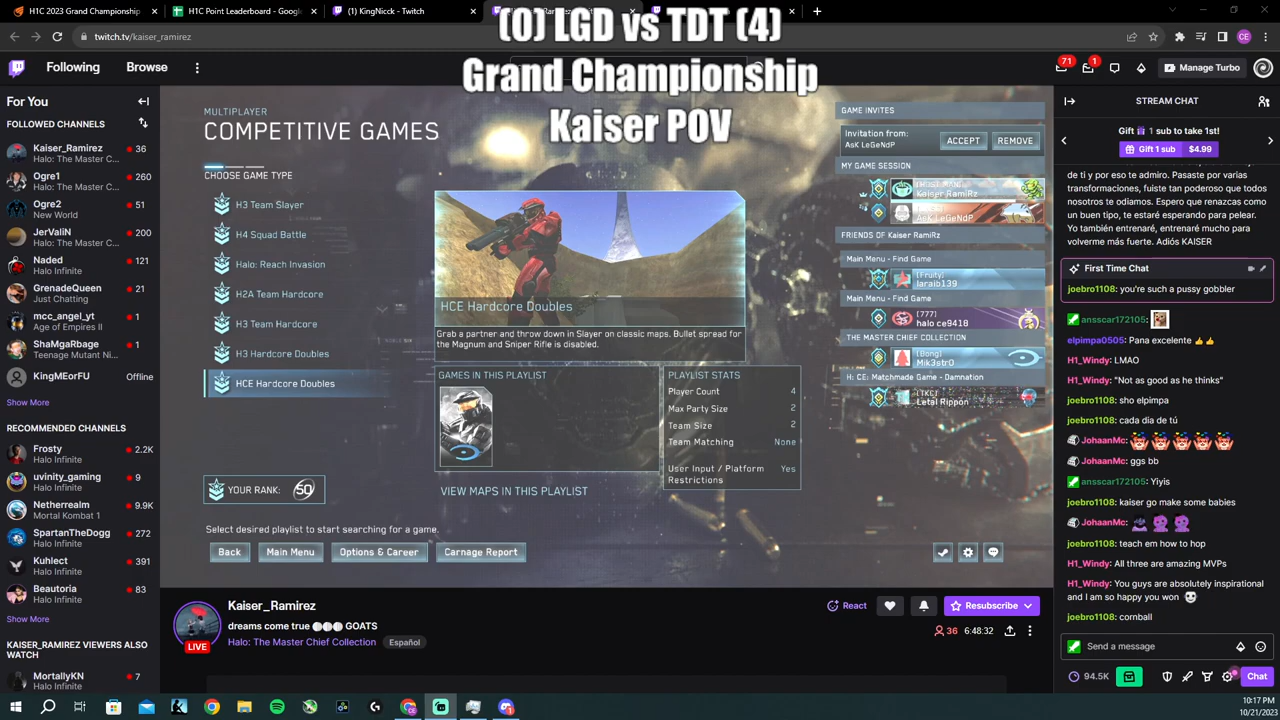 H1C 2023 Grand Championship
H1C Point Leaderboard - Google
(1) KingNicck - Twitch
twitch.tv/kaiser_ramirez
(0) LGD vs TDT (4)
Grand Championship
Kaiser POV
Following
Browse
71
1
CE
Manage Turbo
For You
FOLLOWED CHANNELS
Kaiser_Ramirez
36
Halo: The Master C...
Ogre1
260
Halo: The Master C...
Ogre2
51
New World
JerValiN
200
Halo: The Master C...
Naded
121
Halo Infinite
GrenadeQueen
28
Just Chatting
mcc_angel_yt
1
Age of Empires II
ShaMgaRbage
1
Teenage Mutant Ni...
KingMEorFU
Offline
Show More
RECOMMENDED CHANNELS
Frosty
2.2K
Halo Infinite
uvinity_gaming
9
Halo Infinite
Netherrealm
9.9K
Mortal Kombat 1
SpartanTheDogg
272
Halo Infinite
Kuhlect
391
Halo Infinite
Beautoria
83
Halo Infinite
Show More
KAISER_RAMIREZ VIEWERS ALSO
WATCH
MortallyKN
7
MULTIPLAYER
COMPETITIVE GAMES
CHOOSE GAME TYPE
H3 Team Slayer
H4 Squad Battle
Halo: Reach Invasion
H2A Team Hardcore
H3 Team Hardcore
H3 Hardcore Doubles
HCE Hardcore Doubles
YOUR RANK:
50
Select desired playlist to start searching for a game.
Back
Main Menu
Options & Career
Carnage Report
HCE Hardcore Doubles
Grab a partner and throw down in Slayer on classic maps. Bullet spread for
the Magnum and Sniper Rifle is disabled.
GAMES IN THIS PLAYLIST
VIEW MAPS IN THIS PLAYLIST
PLAYLIST STATS
Player Count
4
Max Party Size
2
Team Size
2
Team Matching
None
User Input / Platform
Restrictions
Yes
GAME INVITES
Invitation from:
AsK LeGeNdP
ACCEPT
REMOVE
MY GAME SESSION
Kaiser RamiRz
AsK LeGeNdP
FRIENDS OF Kaiser RamiRz
Main Menu - Find Game
[Fruity]
laraib139
Main Menu - Find Game
[777]
halo ce9418
THE MASTER CHIEF COLLECTION
[Bong]
Mik3strO
H: CE: Matchmade Game - Damnation
[TKC]
Letal Rippon
LIVE
Kaiser_Ramirez
dreams come true GOATS
Halo: The Master Chief Collection
Español
React
Resubscribe
36
6:48:32
STREAM CHAT
Gift 1 sub to take 1st!
Gift 1 sub
$4.99
de ti y por eso te admiro. Pasaste por varias
transformaciones, fuiste tan poderoso que todos
nosotros te odiamos. Espero que renazcas como
un buen tipo, te estaré esperando para pelear.
Yo también entrenaré, entrenaré mucho para
volverme más fuerte. Adiós KAISER
First Time Chat
joebro1108: you're such a pussy gobbler
ansscar172105:
elpimpa0505: Pana excelente
H1_Windy: LMAO
H1_Windy: "Not as good as he thinks"
joebro1108: sho elpimpa
joebro1108: cada dia de tú
JohaanMc:
JohaanMc: ggs bb
ansscar172105: Yiyis
joebro1108: kaiser go make some babies
JohaanMc:
joebro1108: teach em how to hop
H1_Windy: All three are amazing MVPs
H1_Windy: You guys are absolutely inspirational
and I am so happy you won
joebro1108: cornball
Send a message
94.5K
Chat
10:17 PM
10/21/2023